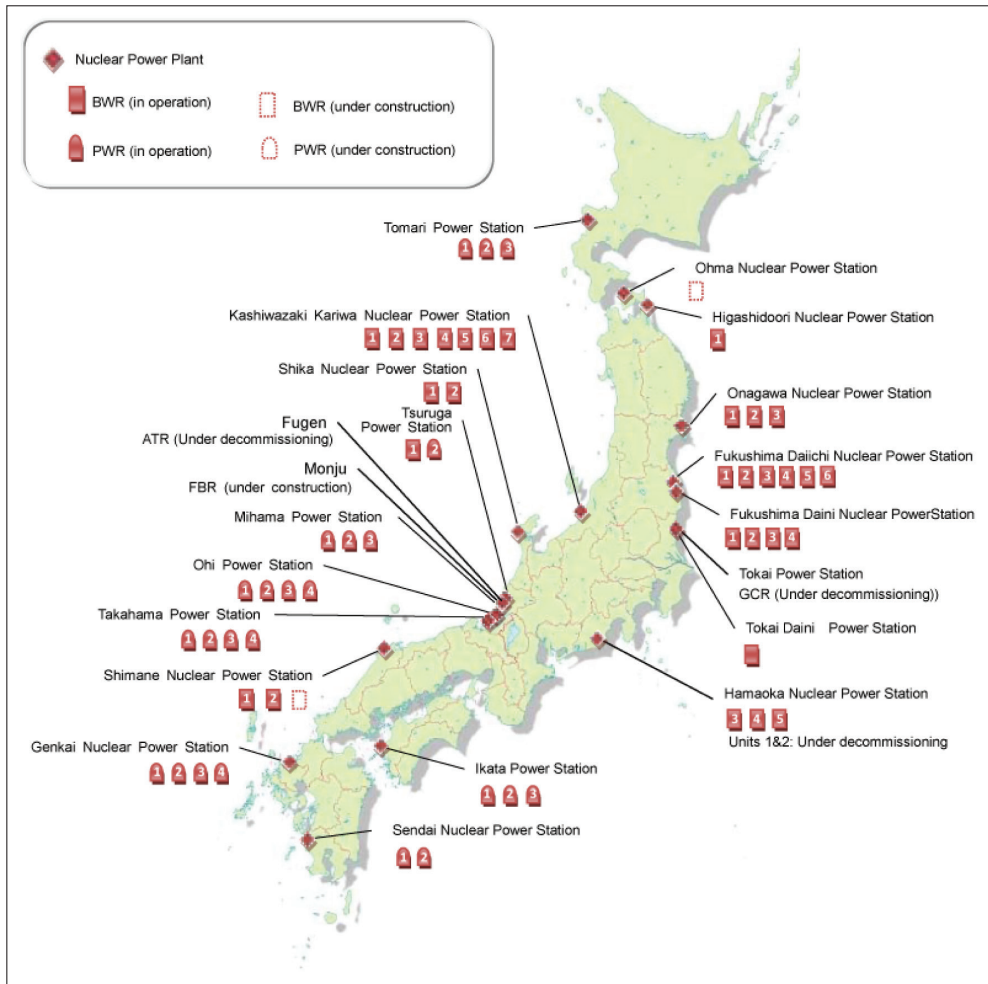 Nuclear Power Plant
BWR (in operation)
BWR (under construction)
PWR (in operation)
PWR (under construction)
Tomari Power Station
1 2 3
Ohma Nuclear Power Station
Higashidoori Nuclear Power Station
1
Kashiwazaki Kariwa Nuclear Power Station
1 2 3 4 5 6 7
Shika Nuclear Power Station
1 2
Tsuruga
Power Station
1 2
Fugen
ATR (Under decommissioning)
Monju
FBR (under construction)
Mihama Power Station
1 2 3
Ohi Power Station
1 2 3 4
Takahama Power Station
1 2 3 4
Shimane Nuclear Power Station
1 2
Genkai Nuclear Power Station
1 2 3 4
Onagawa Nuclear Power Station
1 2 3
Fukushima Daiichi Nuclear Power Station
1 2 3 4 5 6
Fukushima Daini Nuclear PowerStation
1 2 3 4
Tokai Power Station
GCR (Under decommissioning))
Tokai Daini Power Station
Hamaoka Nuclear Power Station
3 4 5
Units 1&2: Under decommissioning
Ikata Power Station
1 2 3
Sendai Nuclear Power Station
1 2